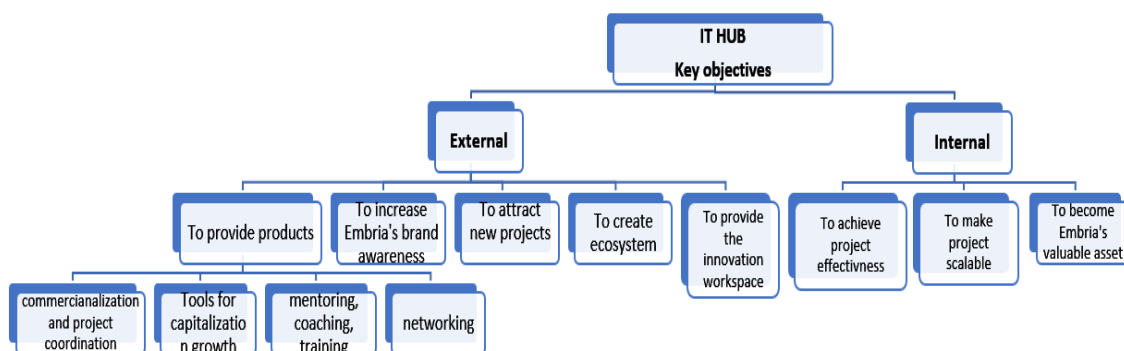 IT HUB
Key objectives
External
Internal
To provide products
To increase
Embria's brand
awareness
To attract
new projects
To create
ecosystem
To provide
the
innovation
workspace
To achieve
project
effectivness
To make
project
scalable
To become
Embria's
valuable asset
commercianalization
and project
coordination
Tools for
capitalizatio
n growth
mentoring,
coaching,
training
networking